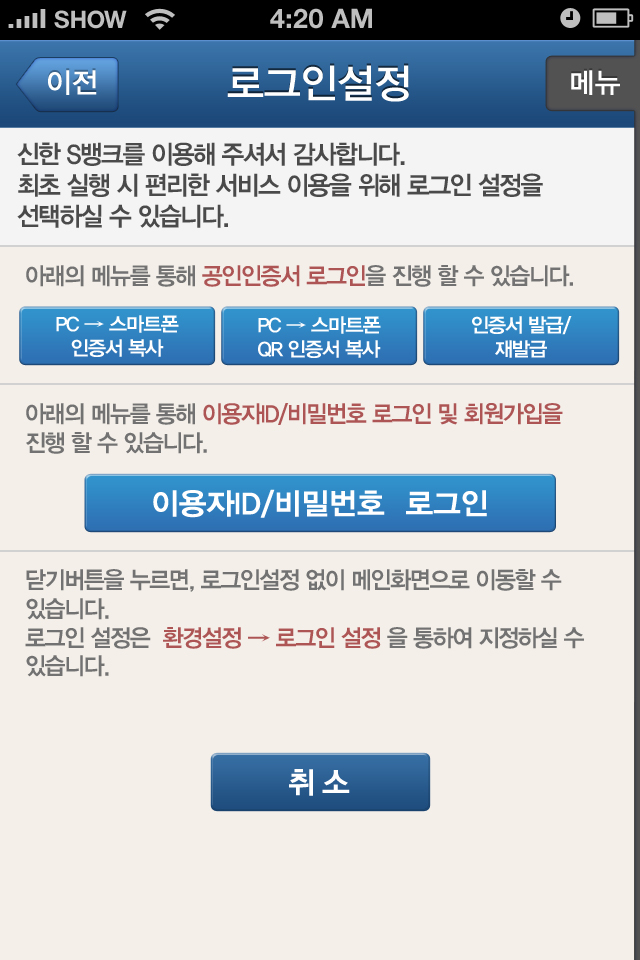 SHOW 4:20 AM
이전 로그인설정 메뉴
신한 S뱅크를 이용해 주셔서 감사합니다.
최초 실행 시 편리한 서비스 이용을 위해 로그인 설정을
선택하실 수 있습니다.
아래의 메뉴를 통해 공인인증서 로그인을 진행 할 수 있습니다.
PC → 스마트폰
인증서 복사
PC → 스마트폰
QR 인증서 복사
인증서 발급/
재발급
아래의 메뉴를 통해 이용자ID/비밀번호 로그인 및 회원가입을
진행 할 수 있습니다.
이용자ID/비밀번호 로그인
닫기버튼을 누르면, 로그인설정 없이 메인화면으로 이동할 수
있습니다.
로그인 설정은 환경설정 → 로그인 설정 을 통하여 지정하실 수
있습니다.
취 소